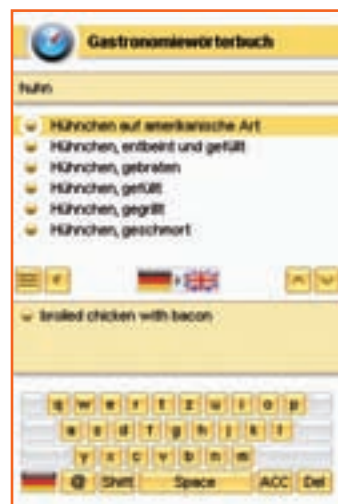 Gastronomiewörterbuch
huhn
Hühnchen auf amerikanische Art
Hühnchen, entbeint und gefüllt
Hühnchen, gebraten
Hühnchen, gefüllt
Hühnchen, gegrillt
Hühnchen, geschmort
broiled chicken with bacon
q w e r t z u i o p
a s d f g h j k l
y x c v b n m
@ Shift Space ACC Del